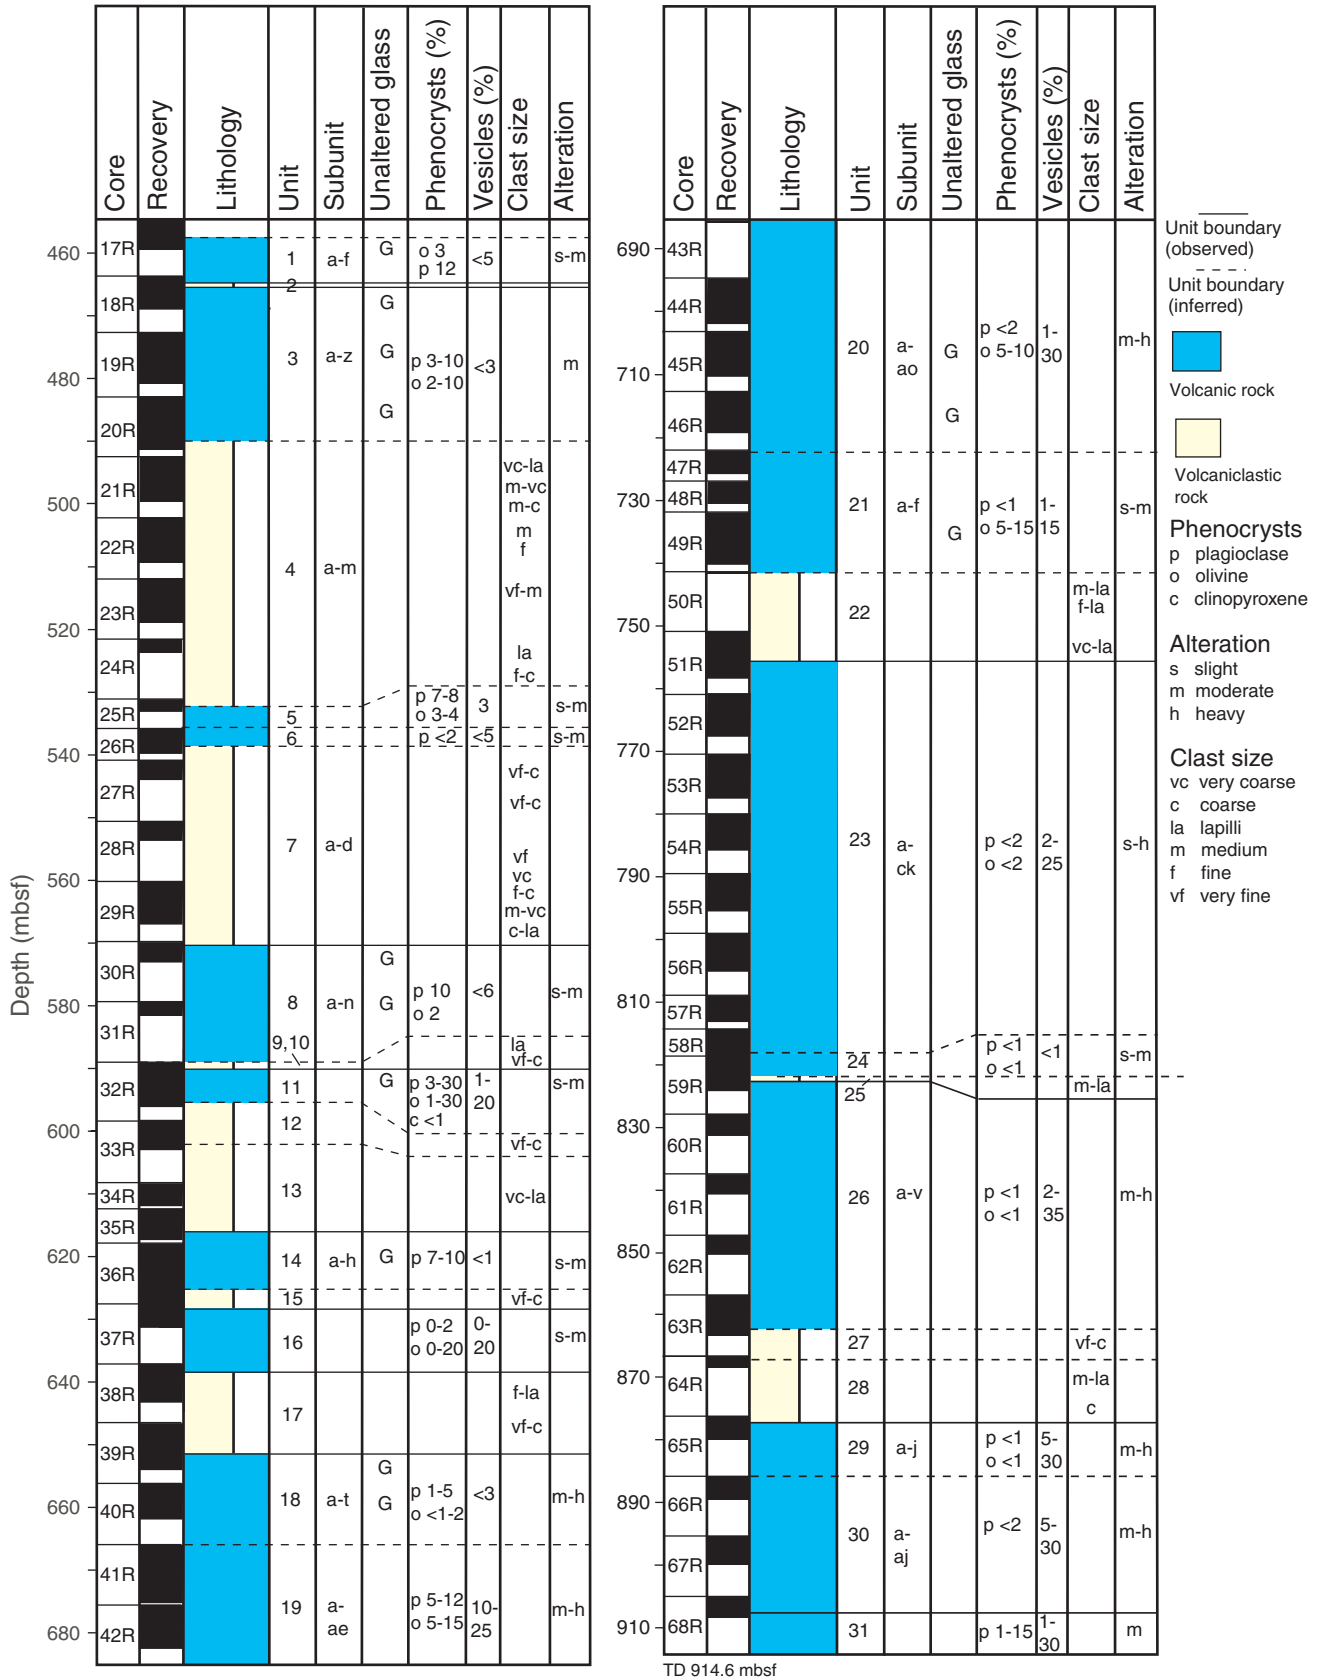 Core
Recovery
Lithology
Unit
Subunit
Unaltered glass
Phenocrysts (%)
Vesicles (%)
Clast size
Alteration
Depth (mbsf)
460
480
500
520
540
560
580
600
620
640
660
680
17R
18R
19R
20R
21R
22R
23R
24R
25R
26R
27R
28R
29R
30R
31R
32R
33R
34R
35R
36R
37R
38R
39R
40R
41R
42R
1 a-f G o 3 <5 s-m
p 12
2
G
3 a-z G p 3-10 <3 m
o 2-10
G
vc-la
m-vc
m-c
m
f
4 a-m
vf-m
la
f-c
5 p 7-8 3 s-m
o 3-4
6 p <2 <5 s-m
vf-c
vf-c
7 a-d
vf
vc
f-c
m-vc
c-la
G
8 a-n G p 10 <6 s-m
o 2
9,10 la
vf-c
11 G p 3-30 1- s-m
o 1-30 20
c <1
12
vf-c
13 vc-la
14 a-h G p 7-10 <1 s-m
15 vf-c
16 p 0-2 0- s-m
o 0-20 20
f-la
17
vf-c
G
18 a-t G p 1-5 <3 m-h
o <1-2
19 a- p 5-12 10- m-h
ae o 5-15 25
Core
Recovery
Lithology
Unit
Subunit
Unaltered glass
Phenocrysts (%)
Vesicles (%)
Clast size
Alteration
690
710
730
750
770
790
810
830
850
870
890
910
43R
44R
45R
46R
47R
48R
49R
50R
51R
52R
53R
54R
55R
56R
57R
58R
59R
60R
61R
62R
63R
64R
65R
66R
67R
68R
20 a- G p <2 1- m-h
ao o 5-10 30
G
21 a-f p <1 1- s-m
G o 5-15 15
22 m-la
f-la
vc-la
23 a- p <2 2- s-h
ck o <2 25
24 p <1 <1 s-m
o <1
25 m-la
26 a-v p <1 2- m-h
o <1 35
27 vf-c
28 m-la
c
29 a-j p <1 5- m-h
o <1 30
30 a- p <2 5- m-h
aj 30
31 p 1-15 1- m
30
TD 914.6 mbsf
Unit boundary
(observed)
Unit boundary
(inferred)
Volcanic rock
Volcaniclastic
rock
Phenocrysts
p plagioclase
o olivine
c clinopyroxene
Alteration
s slight
m moderate
h heavy
Clast size
vc very coarse
c coarse
la lapilli
m medium
f fine
vf very fine